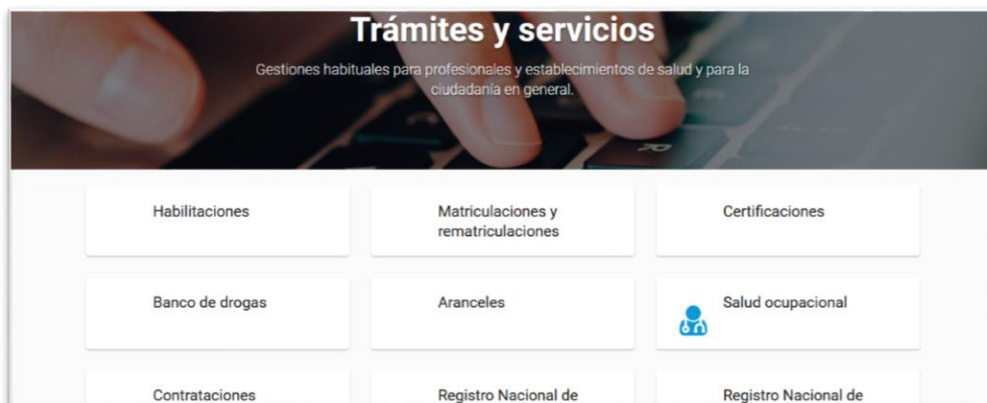 Trámites y servicios
Gestiones habituales para profesionales y establecimientos de salud y para la
ciudadanía en general.
Habilitaciones
Matriculaciones y
rematriculaciones
Certificaciones
Banco de drogas
Aranceles
Salud ocupacional
Contrataciones
Registro Nacional de
Registro Nacional de